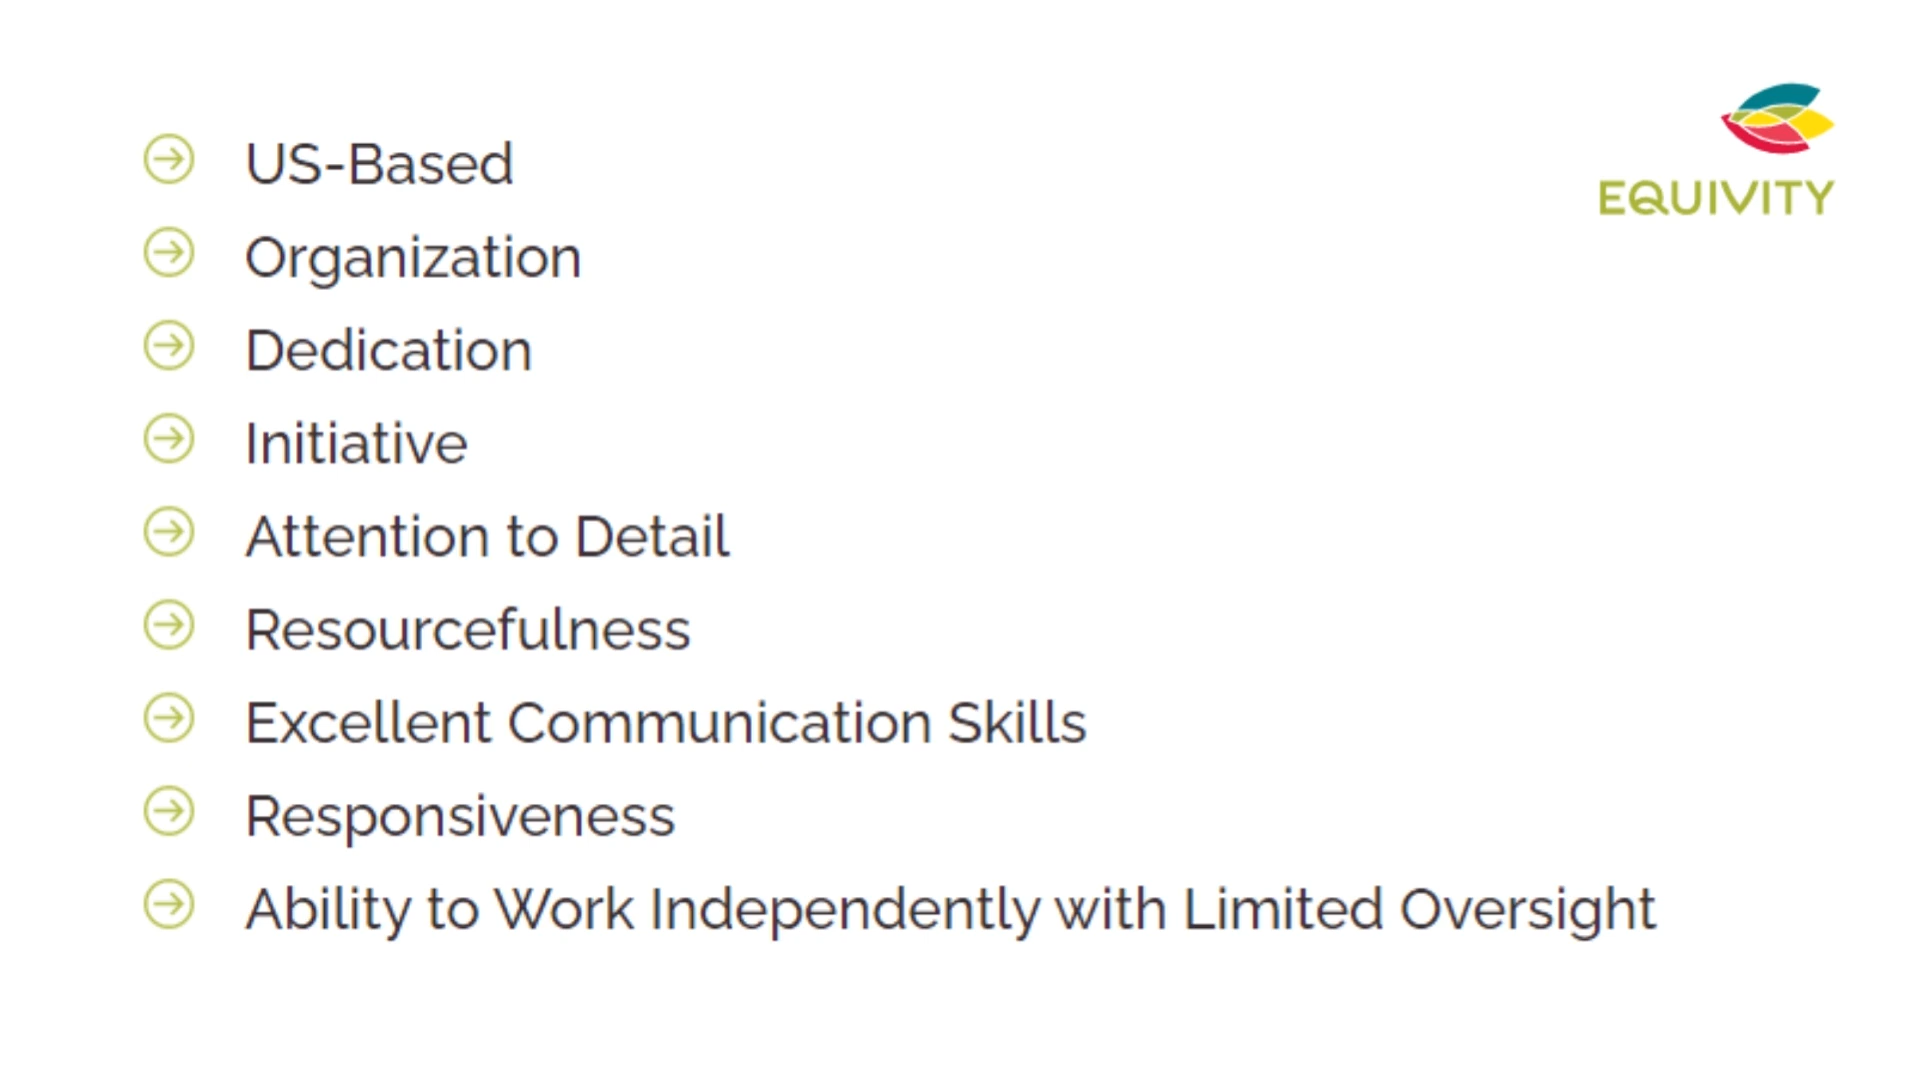 US-Based
Organization
Dedication
Initiative
Attention to Detail
Resourcefulness
Excellent Communication Skills
Responsiveness
Ability to Work Independently with Limited Oversight
EQUIVITY